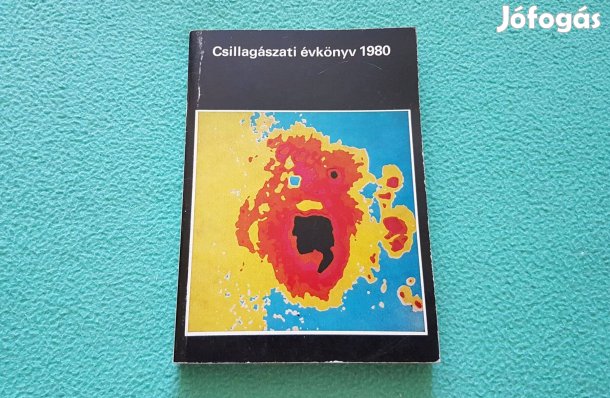 Jófogás
Csillagászati évkönyv 1980